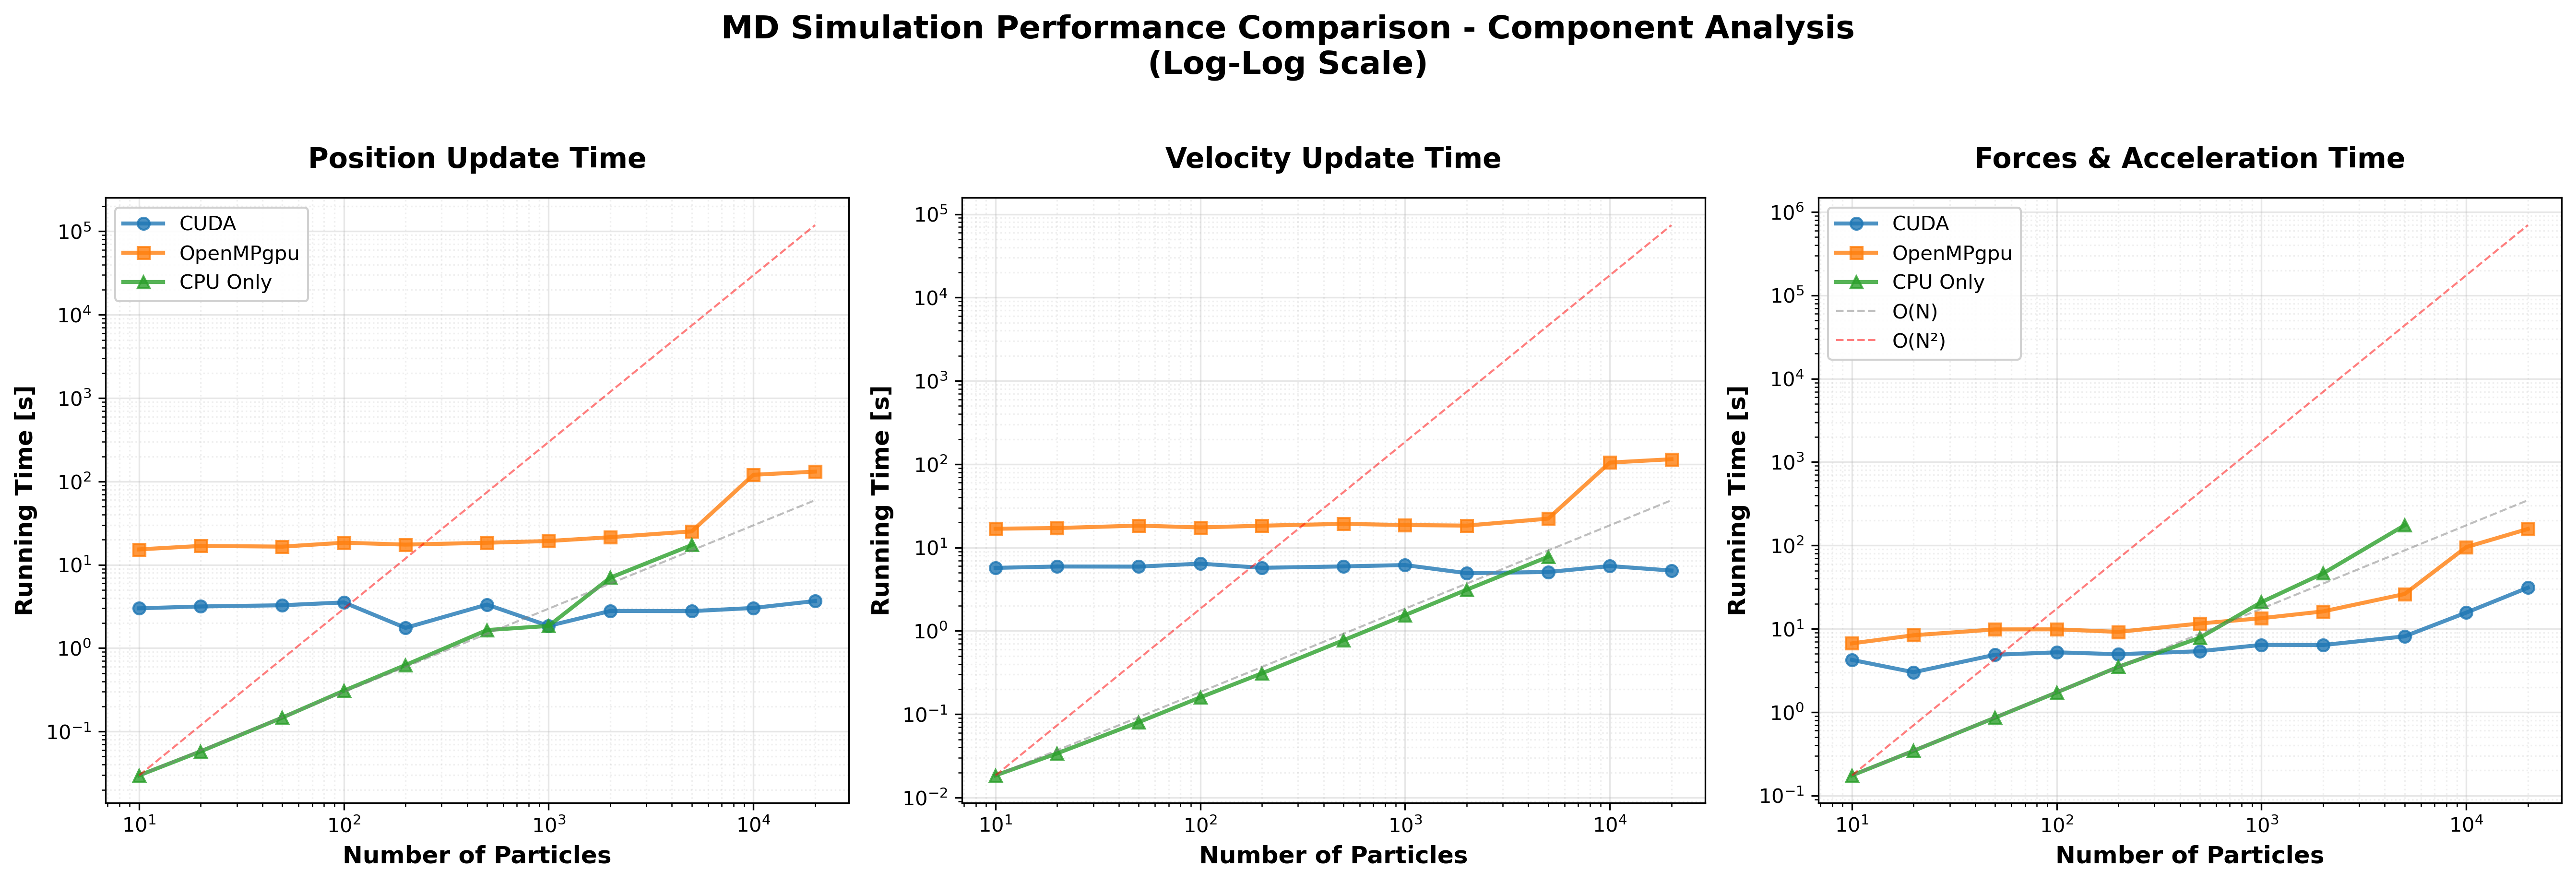 MD Simulation Performance Comparison - Component Analysis
(Log-Log Scale)
Position Update Time
Running Time [s]
10⁵
10⁴
10³
10²
10¹
10⁰
10⁻¹
CUDA
OpenMPgpu
CPU Only
10¹ 10² 10³ 10⁴
Number of Particles
Velocity Update Time
Running Time [s]
10⁵
10⁴
10³
10²
10¹
10⁰
10⁻¹
10⁻²
10¹ 10² 10³ 10⁴
Number of Particles
Forces & Acceleration Time
Running Time [s]
10⁶
10⁵
10⁴
10³
10²
10¹
10⁰
10⁻¹
CUDA
OpenMPgpu
CPU Only
O(N)
O(N²)
10¹ 10² 10³ 10⁴
Number of Particles